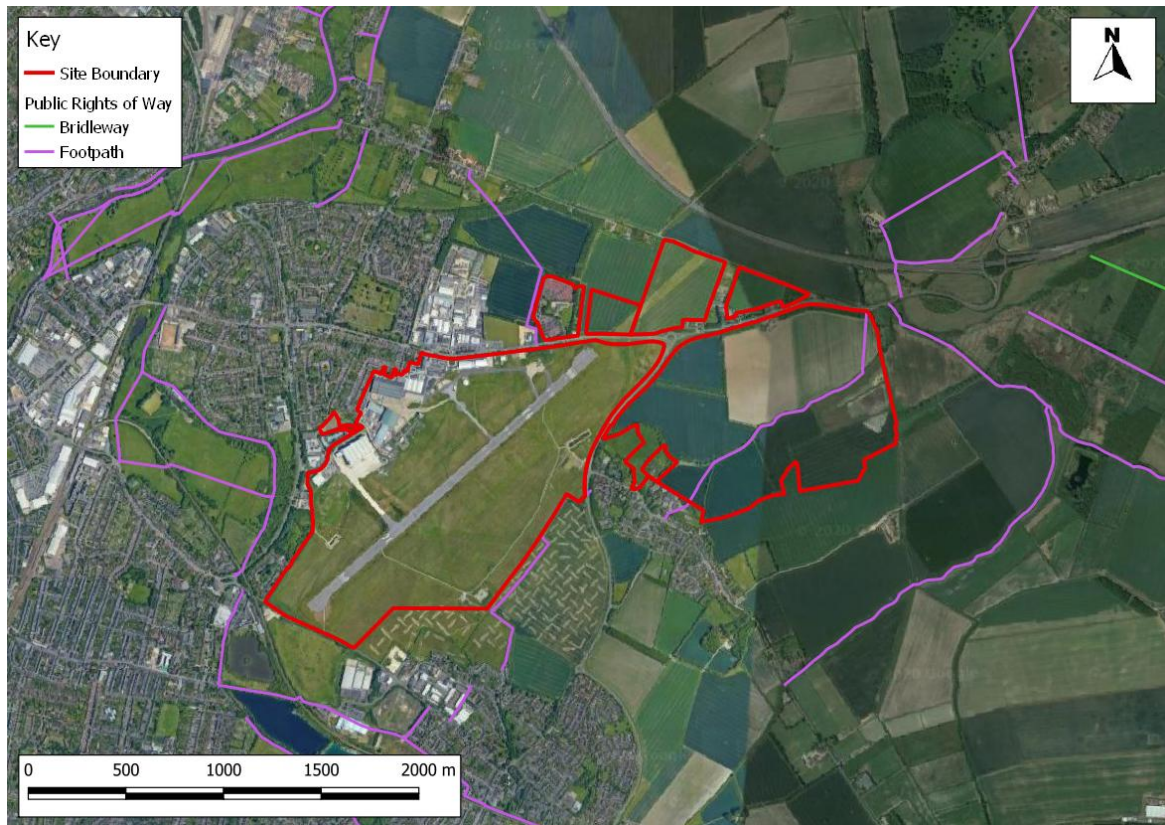 Key
Site Boundary
Public Rights of Way
Bridleway
Footpath
N
0 500 1000 1500 2000 m